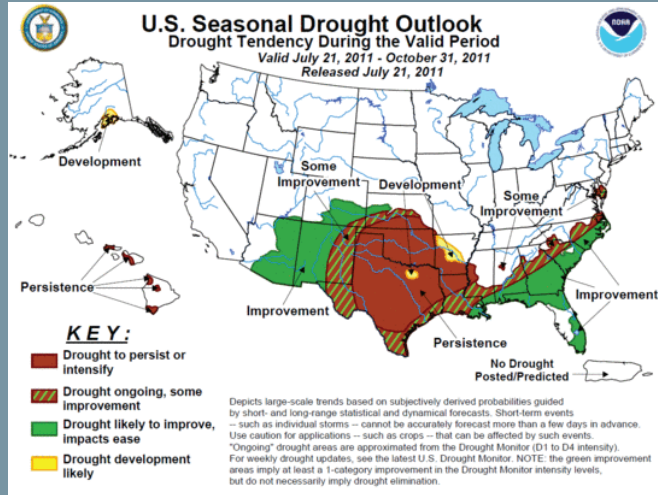 U.S. Seasonal Drought Outlook
Drought Tendency During the Valid Period
Valid July 21, 2011 - October 31, 2011
Released July 21, 2011
NOAA
Development
Some
Improvement
Development
Some
Improvement
Persistence
Improvement
Improvement
Persistence
No Drought
Posted/Predicted
KEY:
Drought to persist or
intensify
Drought ongoing, some
improvement
Drought likely to improve,
impacts ease
Drought development
likely
Depicts large-scale trends based on subjectively derived probabilities guided
by short- and long-range statistical and dynamical forecasts. Short-term events
-- such as individual storms -- cannot be accurately forecast more than a few days in advance.
Use caution for applications -- such as crops -- that can be affected by such events.
"Ongoing" drought areas are approximated from the Drought Monitor (D1 to D4 intensity).
For weekly drought updates, see the latest U.S. Drought Monitor. NOTE: the green improvement
areas imply at least a 1-category improvement in the Drought Monitor intensity levels,
but do not necessarily imply drought elimination.